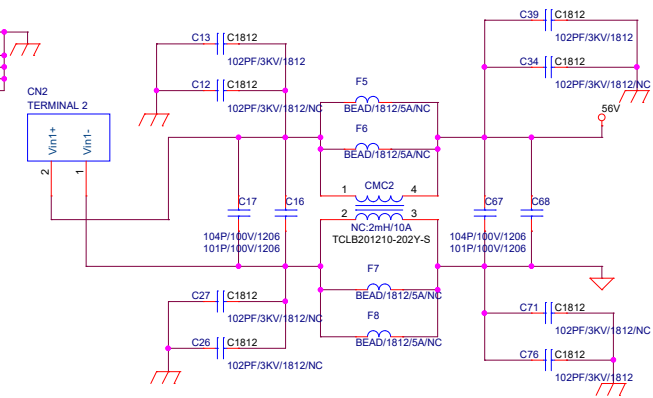 C39 C1812
102PF/3KV/1812
C13 C1812
102PF/3KV/1812
C34 C1812
102PF/3KV/1812/NC
C12 C1812
102PF/3KV/1812/NC
F5
BEAD/1812/5A/NC
CN2
TERMINAL 2
56V
F6
BEAD/1812/5A/NC
Vin1+
Vin1-
2
1
1 CMC2 4
C17
C16
C67
C68
2 3
NC:2mH/10A
TCLB201210-202Y-S
104P/100V/1206
101P/100V/1206
104P/100V/1206
101P/100V/1206
F7
BEAD/1812/5A/NC
C27 C1812
102PF/3KV/1812/NC
C71 C1812
102PF/3KV/1812/NC
F8
BEAD/1812/5A/NC
C26 C1812
102PF/3KV/1812/NC
C76 C1812
102PF/3KV/1812